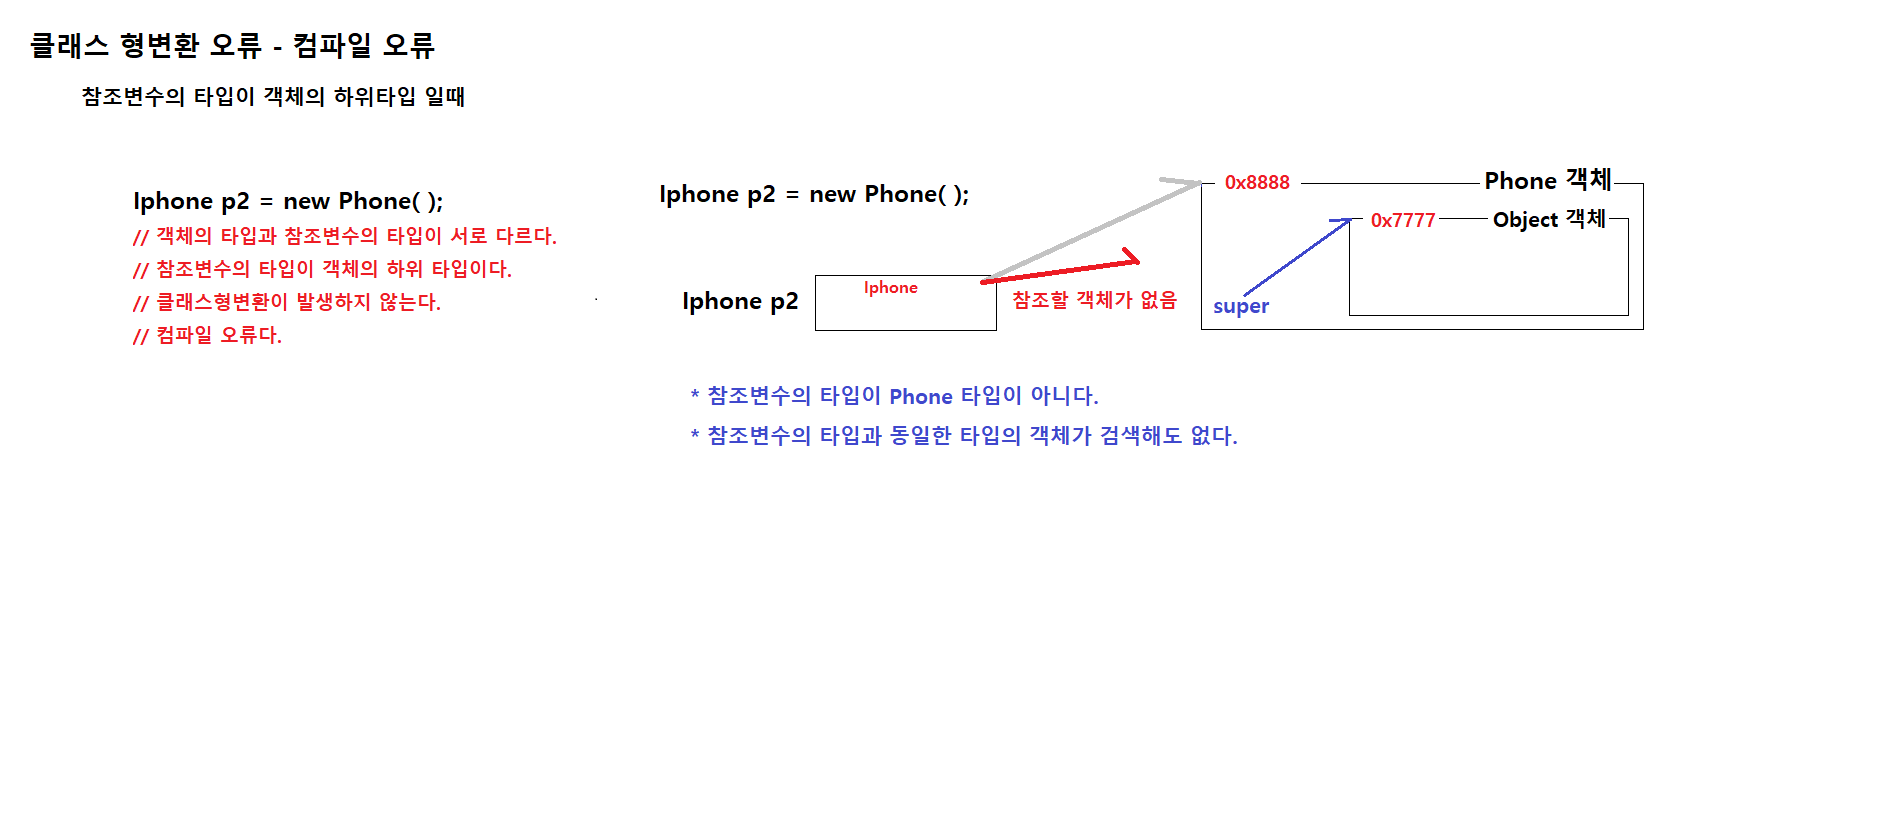 클래스 형변환 오류 - 컴파일 오류
참조변수의 타입이 객체의 하위타입 일때
Iphone p2 = new Phone( );
// 객체의 타입과 참조변수의 타입이 서로 다르다.
// 참조변수의 타입이 객체의 하위 타입이다.
// 클래스형변환이 발생하지 않는다.
// 컴파일 오류다.
Iphone p2 = new Phone( );
Iphone p2
Iphone
참조할 객체가 없음
0x8888
Phone 객체
0x7777
Object 객체
super
* 참조변수의 타입이 Phone 타입이 아니다.
* 참조변수의 타입과 동일한 타입의 객체가 검색해도 없다.